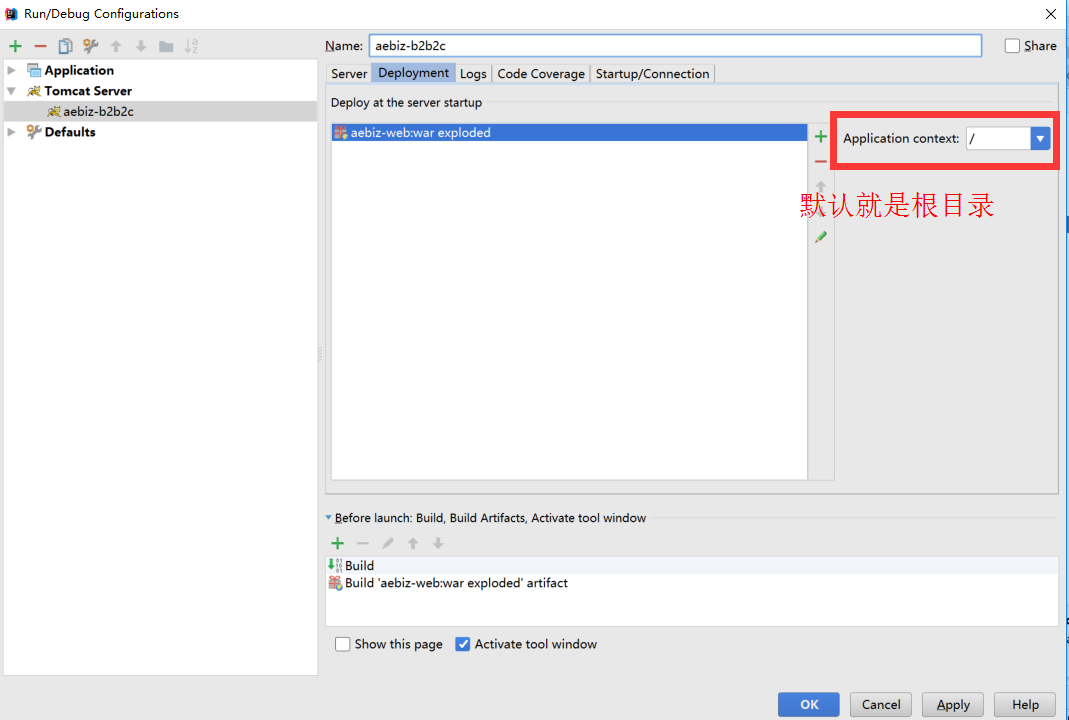 Run/Debug Configurations
Name: aebiz-b2b2c
Share
Application
Tomcat Server
aebiz-b2b2c
Defaults
Server Deployment Logs Code Coverage Startup/Connection
Deploy at the server startup
aebiz-web:war exploded
Application context: /
默认就是根目录
Before launch: Build, Build Artifacts, Activate tool window
Build
Build 'aebiz-web:war exploded' artifact
Show this page Activate tool window
OK Cancel Apply Help